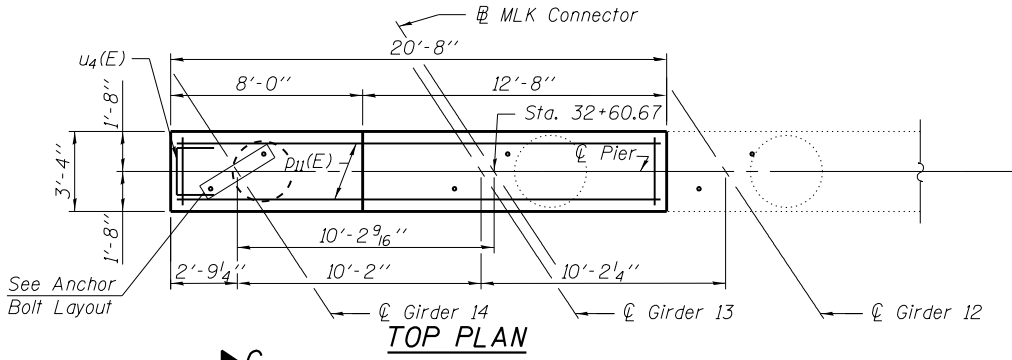 ℄ MLK Connector
20'-8"
u4(E)
8'-0"
12'-8"
1'-8"
Sta. 32+60.67
3'-4"
p11(E)
℄ Pier
1'-8"
10'-2 9/16"
2'-9 1/4"
10'-2"
10'-2 1/4"
See Anchor
Bolt Layout
℄ Girder 14
℄ Girder 13
℄ Girder 12
TOP PLAN